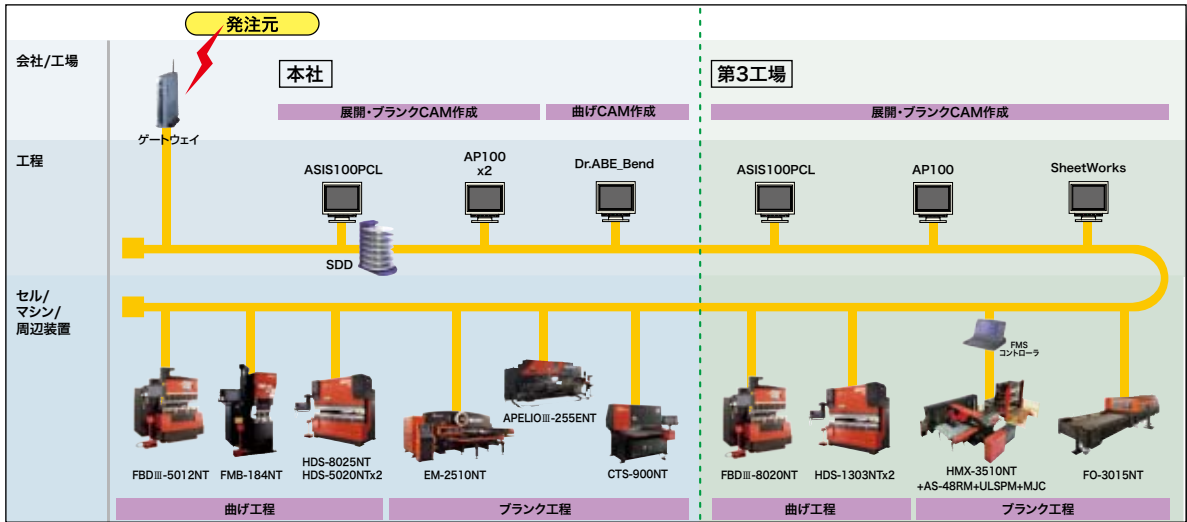 発注元
会社/工場
本社
第3工場
展開・ブランクCAM作成
曲げCAM作成
展開・ブランクCAM作成
ゲートウェイ
工程
ASIS100PCL
AP100
x2
Dr.ABE_Bend
ASIS100PCL
AP100
SheetWorks
SDD
セル/
マシン/
周辺装置
FMS
コントローラ
APELIOⅢ-255ENT
FBDⅢ-5012NT
FMB-184NT
HDS-8025NT
HDS-5020NTx2
EM-2510NT
CTS-900NT
FBDⅢ-8020NT
HDS-1303NTx2
HMX-3510NT
+AS-48RM+ULSPM+MJC
FO-3015NT
曲げ工程
ブランク工程
曲げ工程
ブランク工程